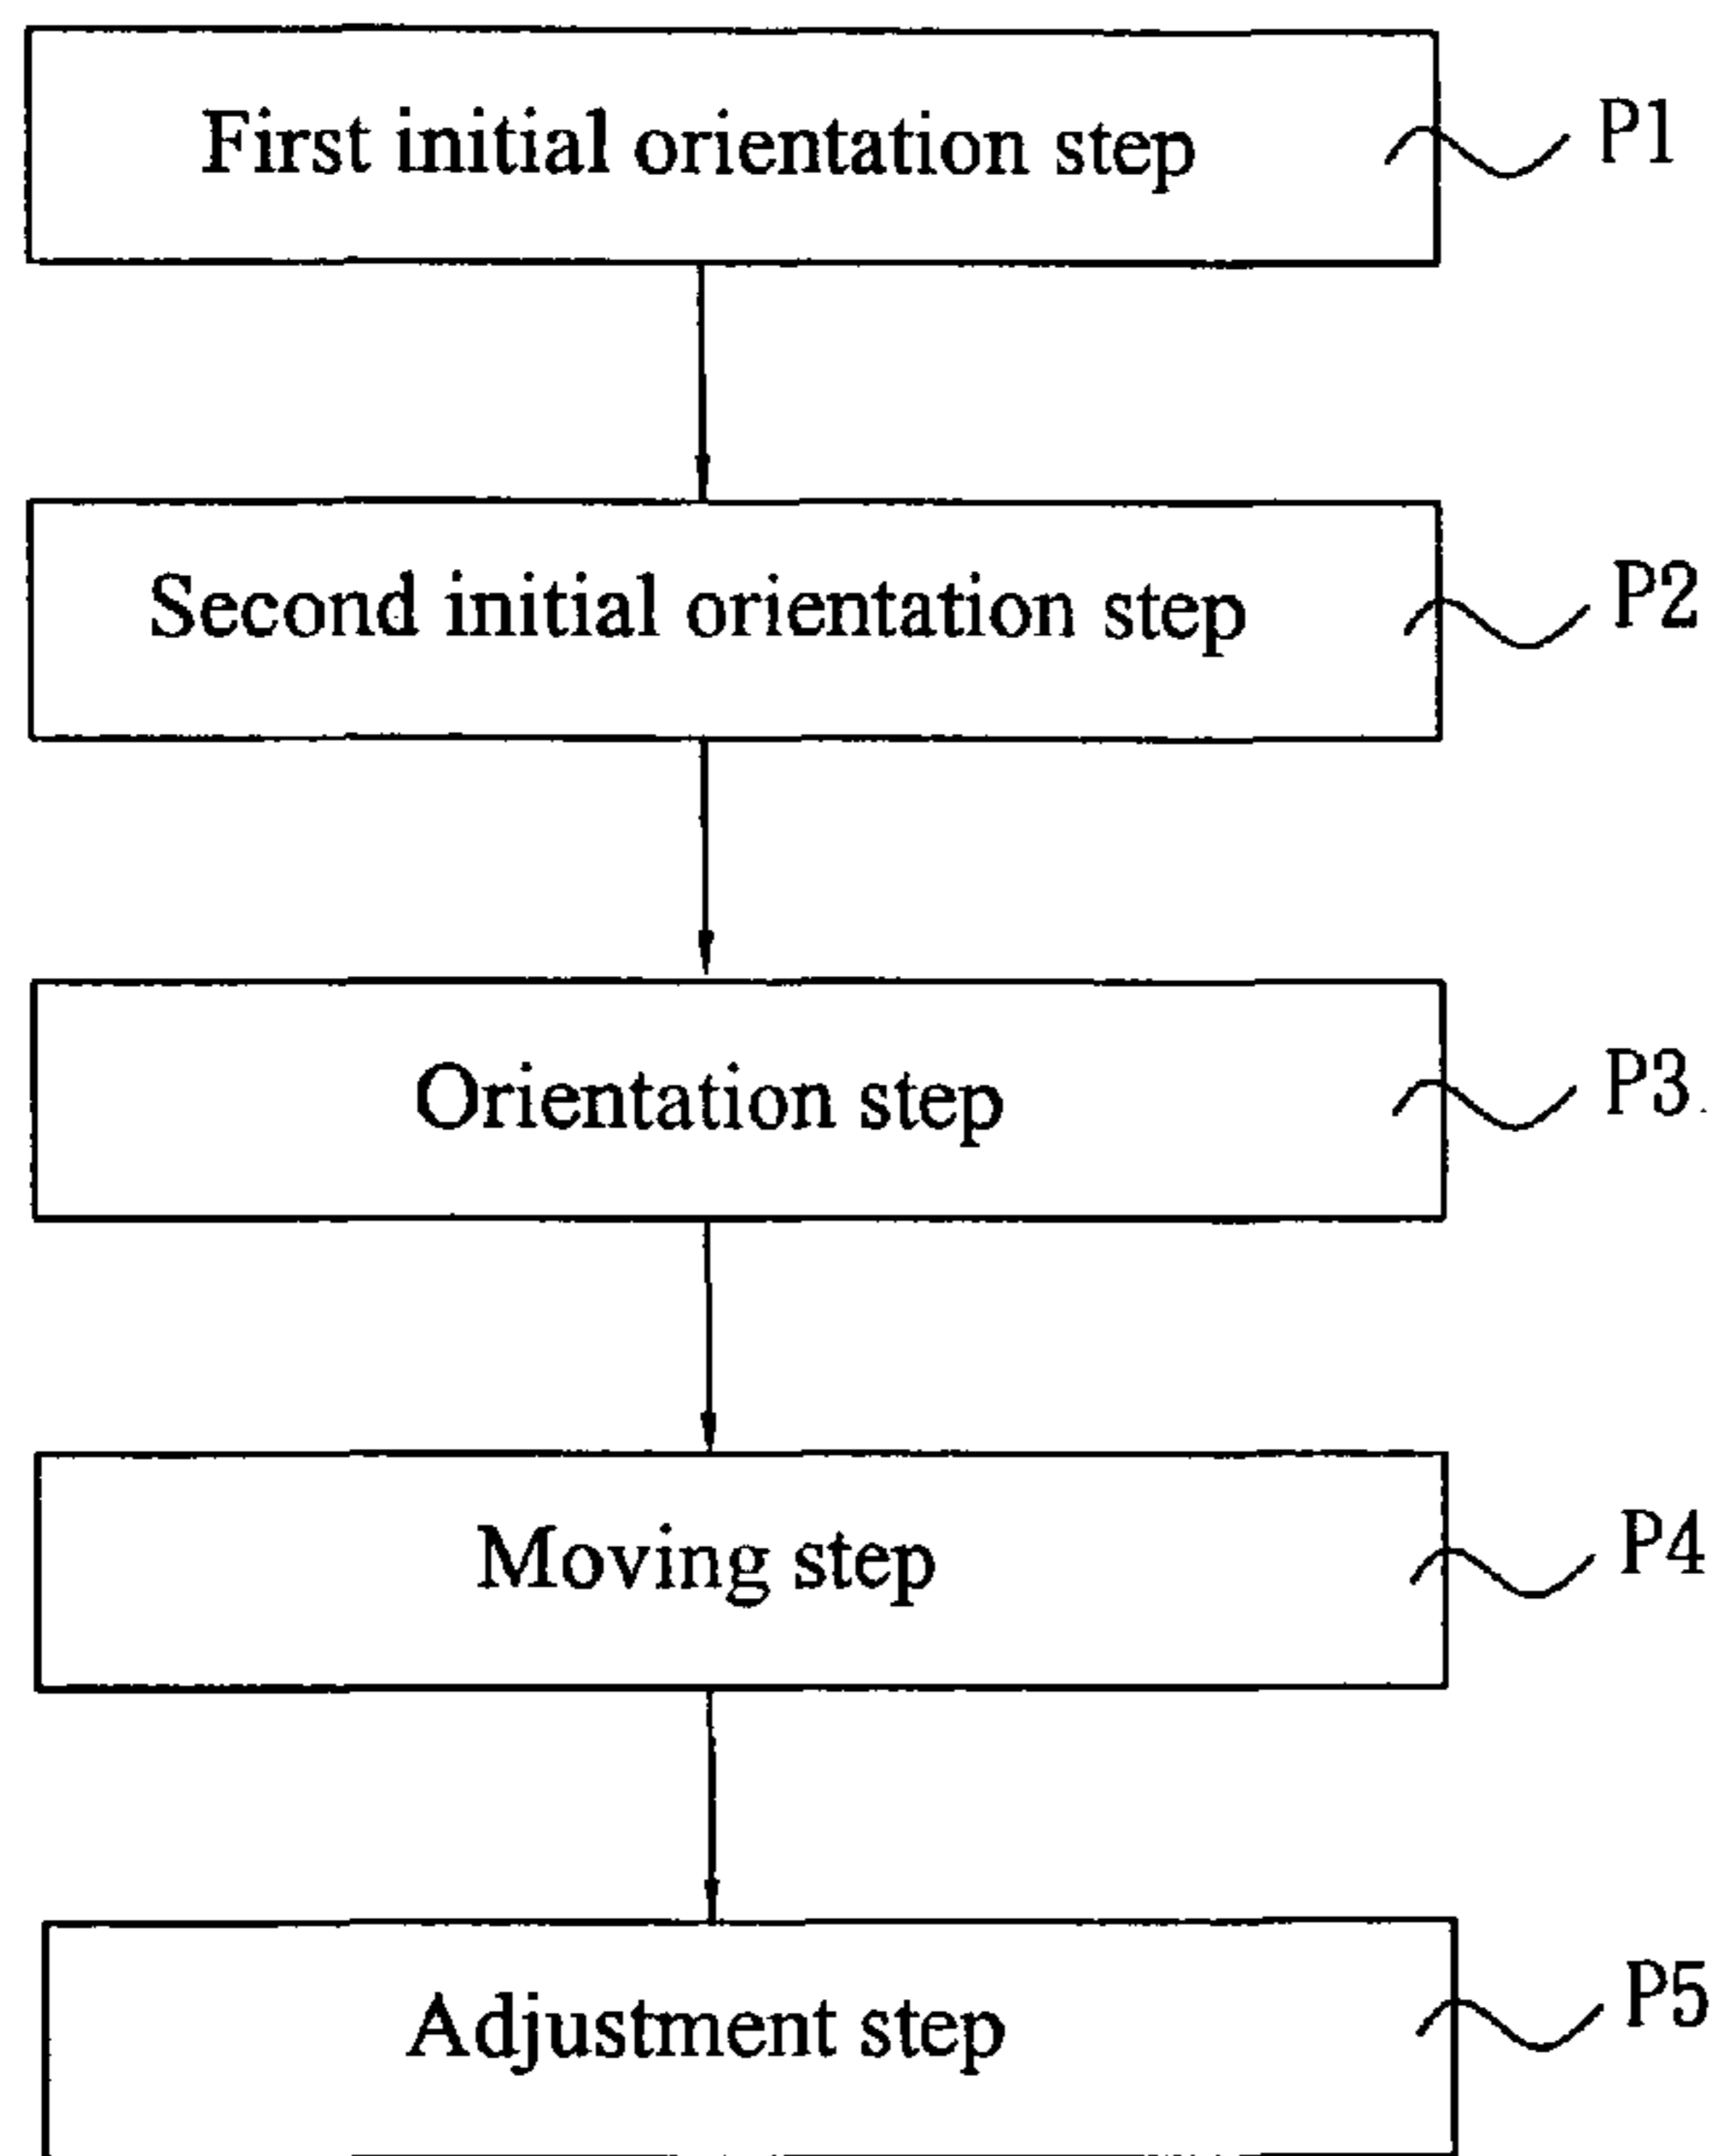 First initial orientation step P1
Second initial orientation step P2
Orientation step P3
Moving step P4
Adjustment step P5